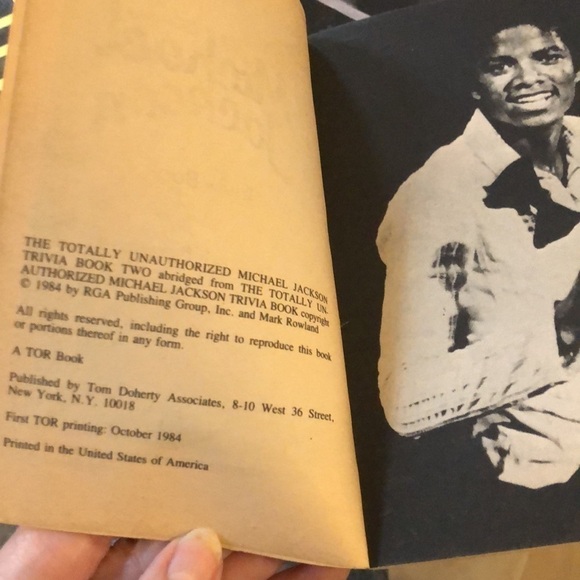 THE TOTALLY UNAUTHORIZED MICHAEL JACKSON
TRIVIA BOOK TWO abridged from THE TOTALLY UN-
AUTHORIZED MICHAEL JACKSON TRIVIA BOOK copyright
© 1984 by RGA Publishing Group, Inc. and Mark Rowland
All rights reserved, including the right to reproduce this book
or portions thereof in any form.
A TOR Book
Published by Tom Doherty Associates, 8-10 West 36 Street,
New York, N.Y. 10018
First TOR printing: October 1984
Printed in the United States of America